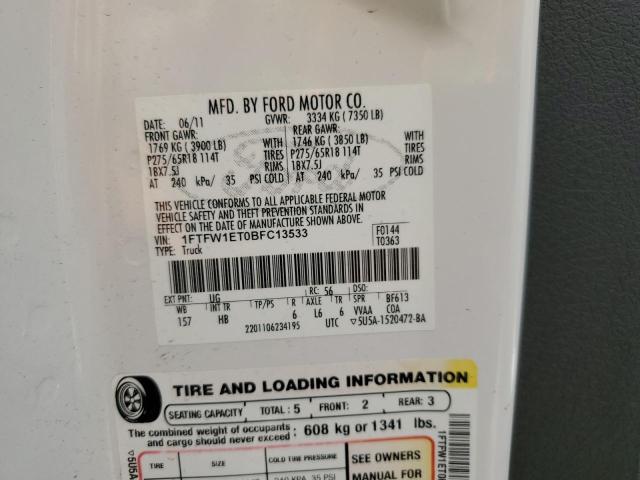 MFD. BY FORD MOTOR CO.
DATE: 06/11 GVWR: 3334 KG ( 7350 LB)
FRONT GAWR: REAR GAWR:
1769 KG ( 3900 LB) WITH 1746 KG ( 3850 LB) WITH
P275/65R18 114T TIRES P275/65R18 114T TIRES
18X7.5J RIMS 18X7.5J RIMS
AT 240 kPa/ 35 PSI COLD AT 240 kPa/ 35 PSI COLD
THIS VEHICLE CONFORMS TO ALL APPLICABLE FEDERAL MOTOR
VEHICLE SAFETY AND THEFT PREVENTION STANDARDS IN
EFFECT ON THE DATE OF MANUFACTURE SHOWN ABOVE.
VIN: 1FTFW1ET0BFC13533 F0144
TYPE: Truck T0363
EXT PNT: UG RC: 56 DSO:
WB INT TR TP/PS R AXLE TR SPR BF613
157 HB 6 L6 6 VVAA COA
2201106234195 UTC ▽5U5A-1520472-BA
TIRE AND LOADING INFORMATION
SEATING CAPACITY TOTAL : 5 FRONT: 2 REAR: 3
The combined weight of occupants
and cargo should never exceed : 608 kg or 1341 lbs.
TIRE SIZE COLD TIRE PRESSURE SEE OWNERS
240 KPA, 35 PSI MANUAL FOR
▽5U5A
1FTFW1ET0